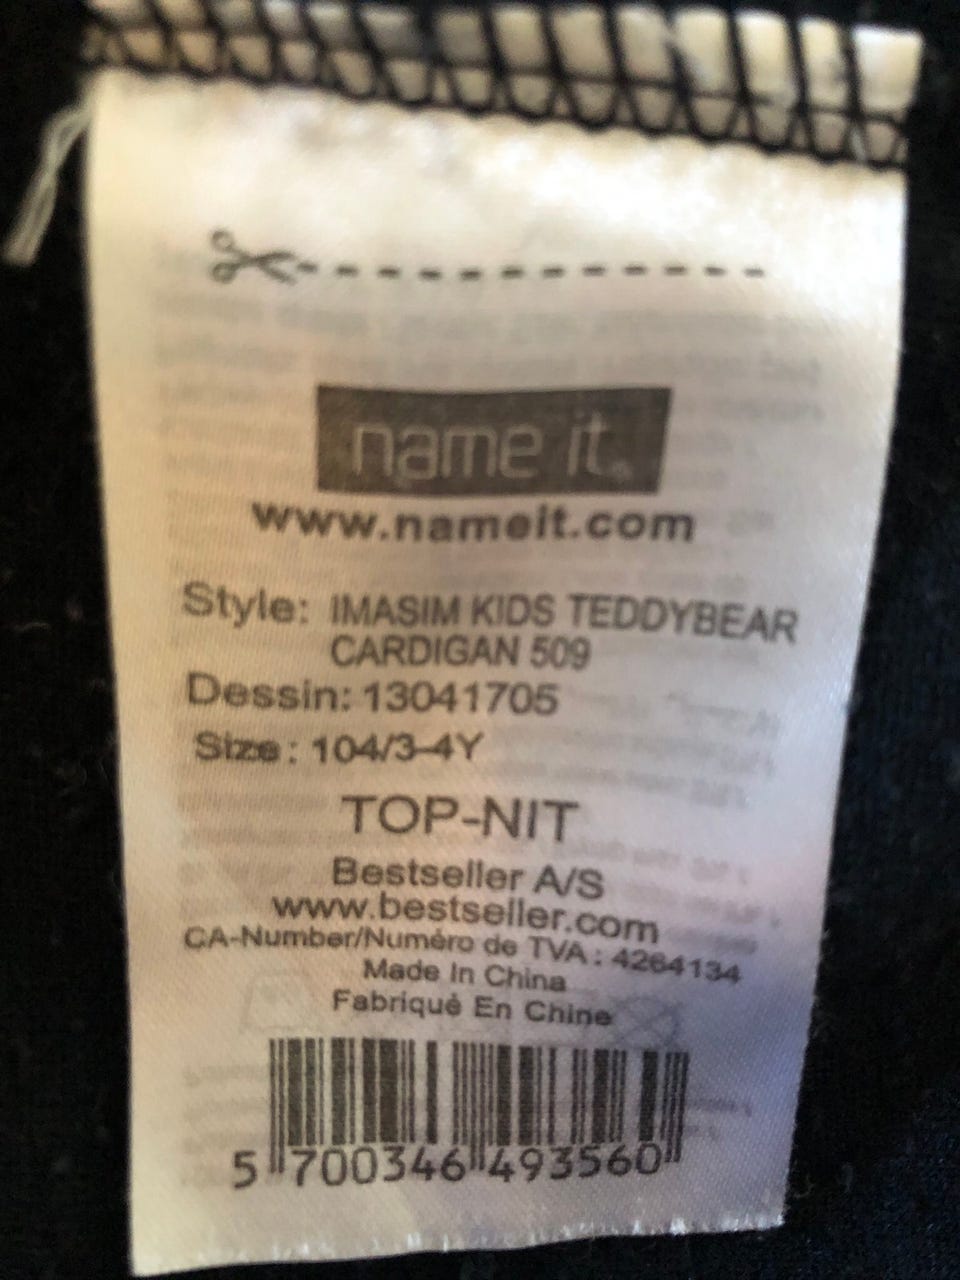 name it.
www.nameit.com
Style: IMASIM KIDS TEDDYBEAR
CARDIGAN 509
Dessin: 13041705
Size: 104/3-4Y
TOP-NIT
Bestseller A/S
www.bestseller.com
CA-Number/Numéro de TVA : 4264134
Made In China
Fabriqué En Chine
5 700346 493560